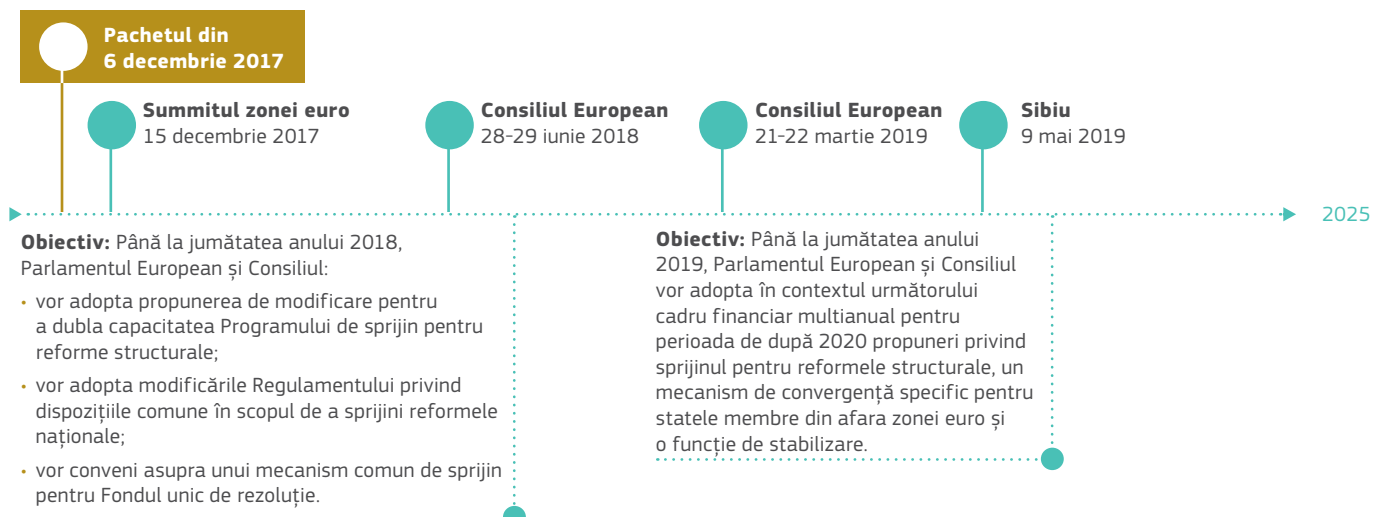 Pachetul din
6 decembrie 2017
Summitul zonei euro
15 decembrie 2017
Consiliul European
28-29 iunie 2018
Consiliul European
21-22 martie 2019
Sibiu
9 mai 2019
2025
Obiectiv: Până la jumătatea anului 2018,
Parlamentul European și Consiliul:
• vor adopta propunerea de modificare pentru
a dubla capacitatea Programului de sprijin pentru
reforme structurale;
• vor adopta modificările Regulamentului privind
dispozițiile comune în scopul de a sprijini reformele
naționale;
• vor conveni asupra unui mecanism comun de sprijin
pentru Fondul unic de rezoluție.
Obiectiv: Până la jumătatea anului
2019, Parlamentul European și Consiliul
vor adopta în contextul următorului
cadru financiar multianual pentru
perioada de după 2020 propuneri privind
sprijinul pentru reformele structurale, un
mecanism de convergență specific pentru
statele membre din afara zonei euro și
o funcție de stabilizare.